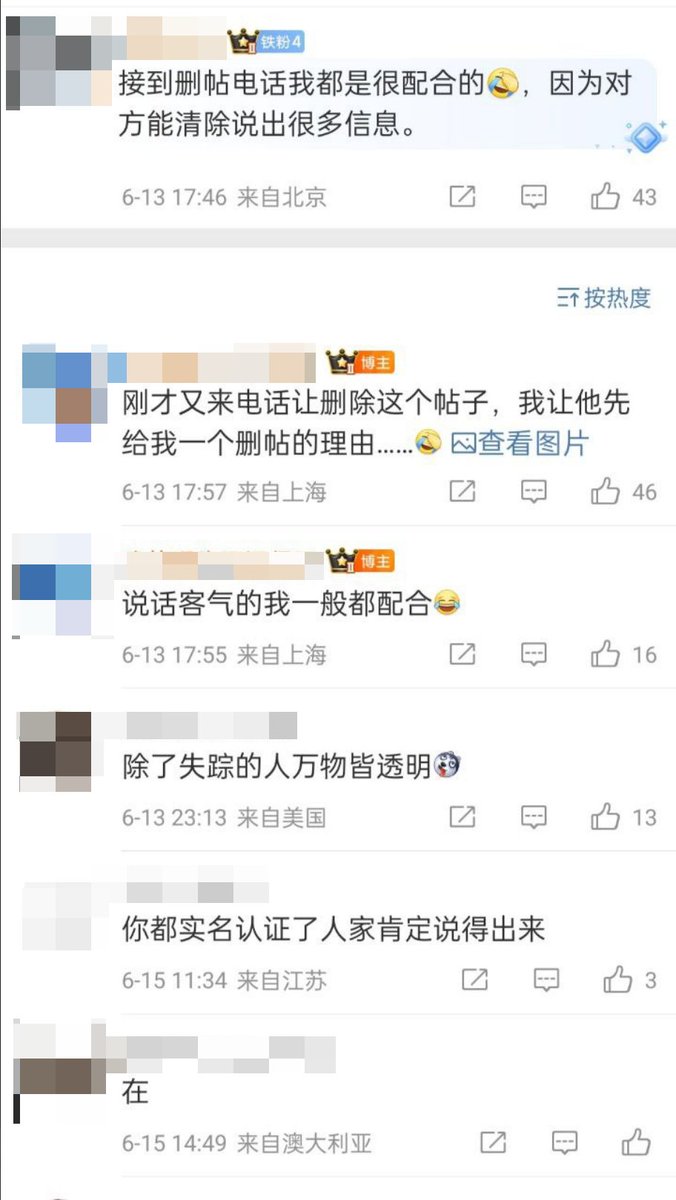 铁粉4
接到删帖电话我都是很配合的🤣，因为对
方能清除说出很多信息。
6-13 17:46 来自北京 43
按热度
博主
刚才又来电话让删除这个帖子，我让他先
给我一个删帖的理由……🤣 查看图片
6-13 17:57 来自上海 46
博主
说话客气的我一般都配合😂
6-13 17:55 来自上海 16
除了失踪的人万物皆透明
6-13 23:13 来自美国 13
你都实名认证了人家肯定说得出来
6-15 11:34 来自江苏 3
在
6-15 14:49 来自澳大利亚